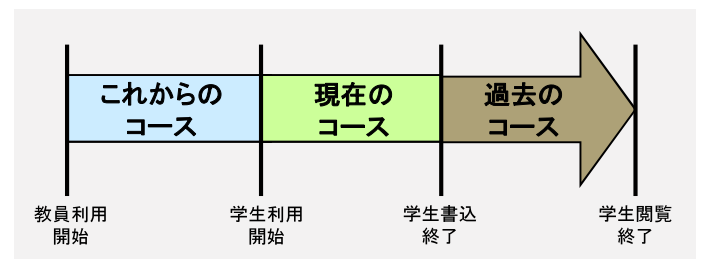 これからの
コース
現在の
コース
過去の
コース
教員利用
開始
学生利用
開始
学生書込
終了
学生閲覧
終了